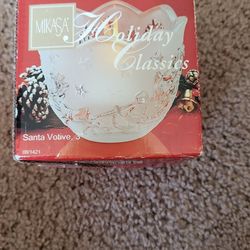 MIKASA
Holiday
Classics
Santa Votive, 3"